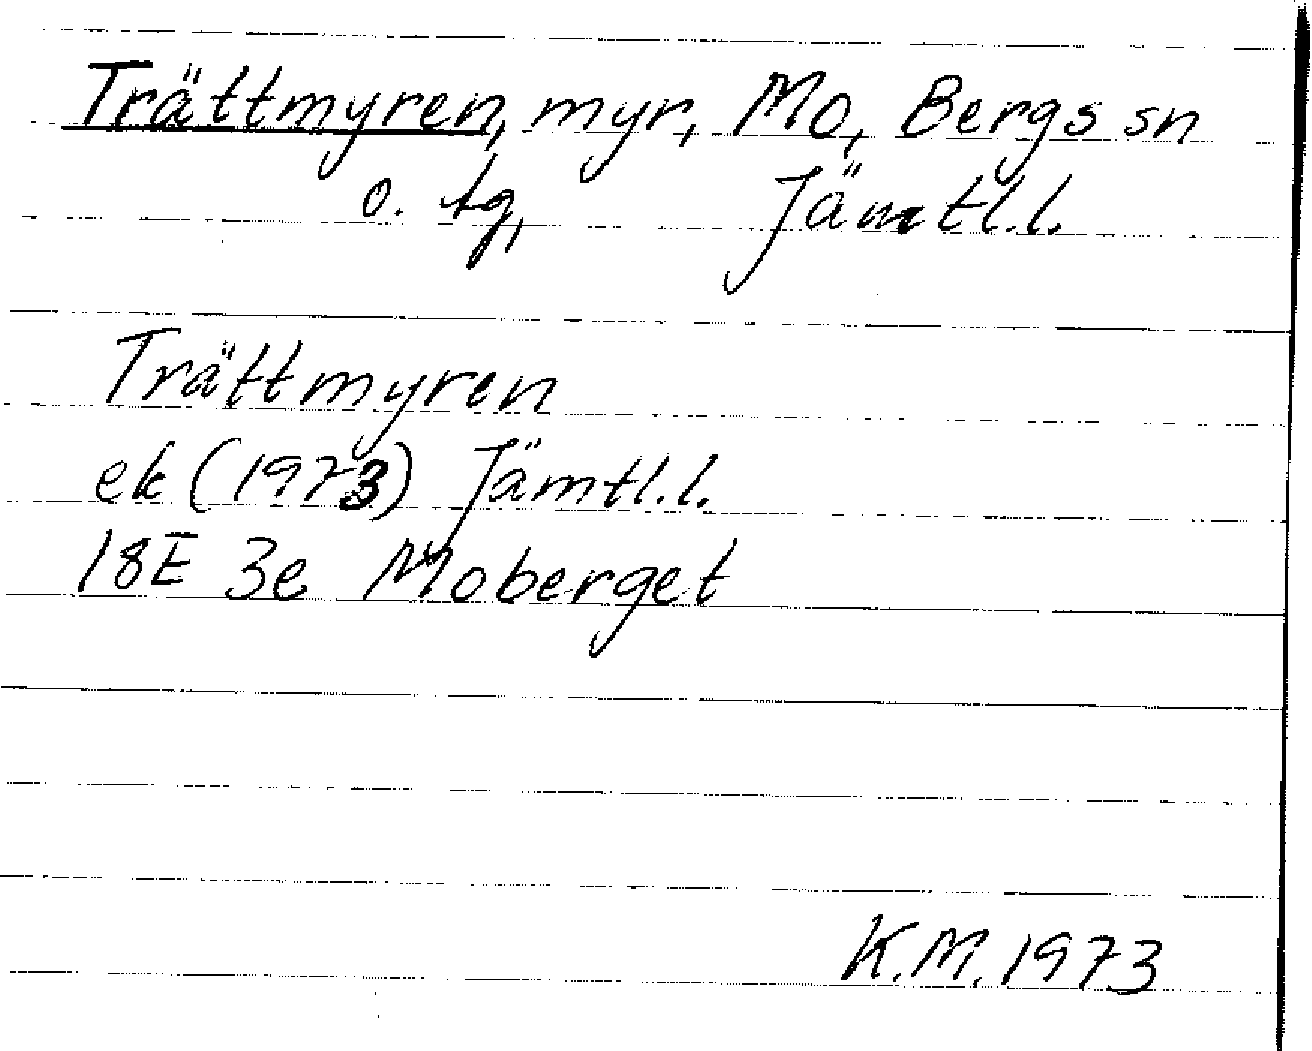 Trättmyren, myr, Mo, Bergs sn
o. tg, Jämtl.l.
Trättmyren
ek (1973) Jämtl.l.
18E 3e Moberget
K.M. 1973